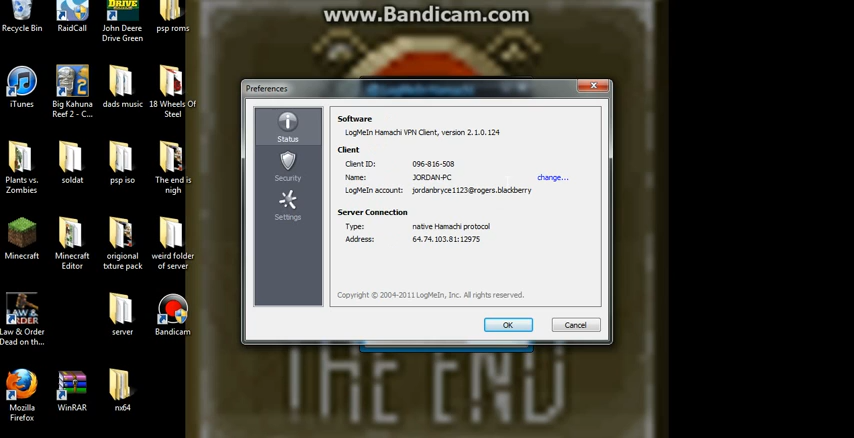 www.Bandicam.com
Recycle Bin
RaidCall
John Deere
Drive Green
psp roms
iTunes
Big Kahuna
Reef 2 - C...
dads music
18 Wheels Of
Steel
Plants vs.
Zombies
soldat
psp iso
The end is
nigh
Minecraft
Minecraft
Editor
origional
txture pack
weird folder
of server
Law & Order
Dead on th...
server
Bandicam
Mozilla
Firefox
WinRAR
nx64
LogMeIn Hamachi
Preferences
Status
Security
Settings
Software
LogMeIn Hamachi VPN Client, version 2.1.0.124
Client
Client ID: 096-816-508
Name: JORDAN-PC change...
LogMeIn account: jordanbryce1123@rogers.blackberry
Server Connection
Type: native Hamachi protocol
Address: 64.74.103.81:12975
Copyright © 2004-2011 LogMeIn, Inc. All rights reserved.
OK
Cancel
THE END